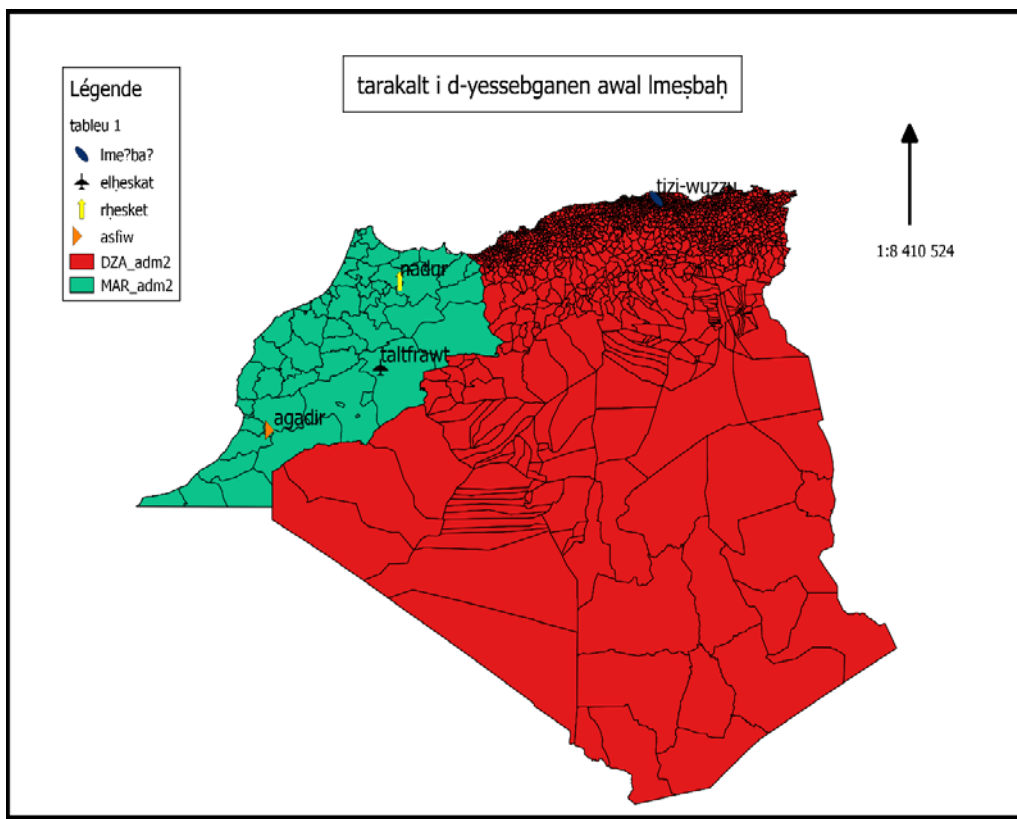 tarakalt i d-yessebganen awal lmeṣbaḥ
Légende
tableu 1
lme?ba?
elḥeskat
rḥesket
asfiw
DZA_adm2
MAR_adm2
1:8 410 524
tizi-wuzzu
nadur
taltfrawt
agadir